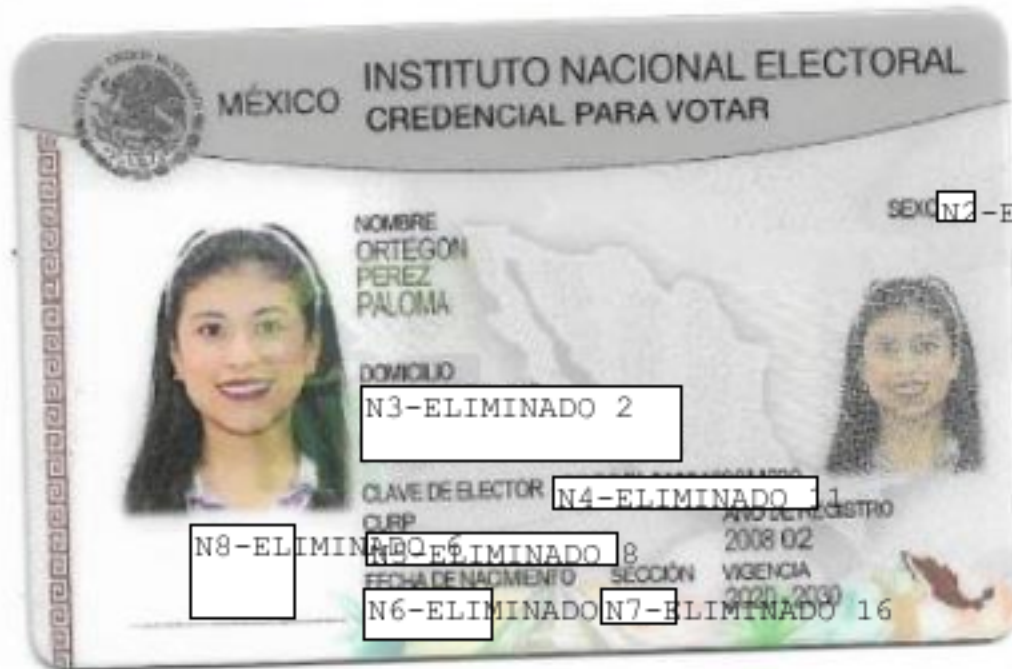 MÉXICO
INSTITUTO NACIONAL ELECTORAL
CREDENCIAL PARA VOTAR
NOMBRE
SEXO N2-E
ORTEGON
PEREZ
PALOMA
DOMICILIO
N3-ELIMINADO 2
CLAVE DE ELECTOR N4-ELIMINADO 11
CURP
AÑO DE REGISTRO
N8-ELIMINADO 6
N5-ELIMINADO 8
2008 02
FECHA DE NACIMIENTO SECCIÓN VIGENCIA
2020 - 2030
N6-ELIMINADO N7-ELIMINADO 16